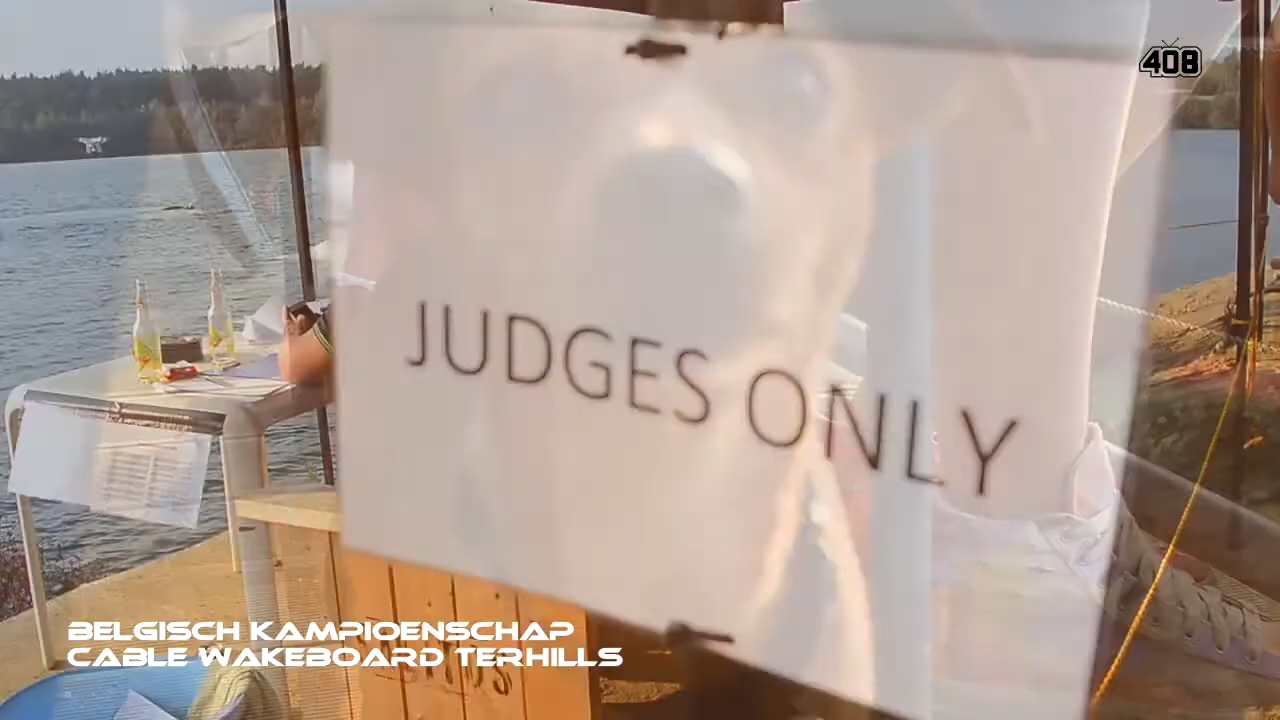 408
JUDGES ONLY
BELGISCH KAMPIOENSCHAP
CABLE WAKEBOARD TERHILLS